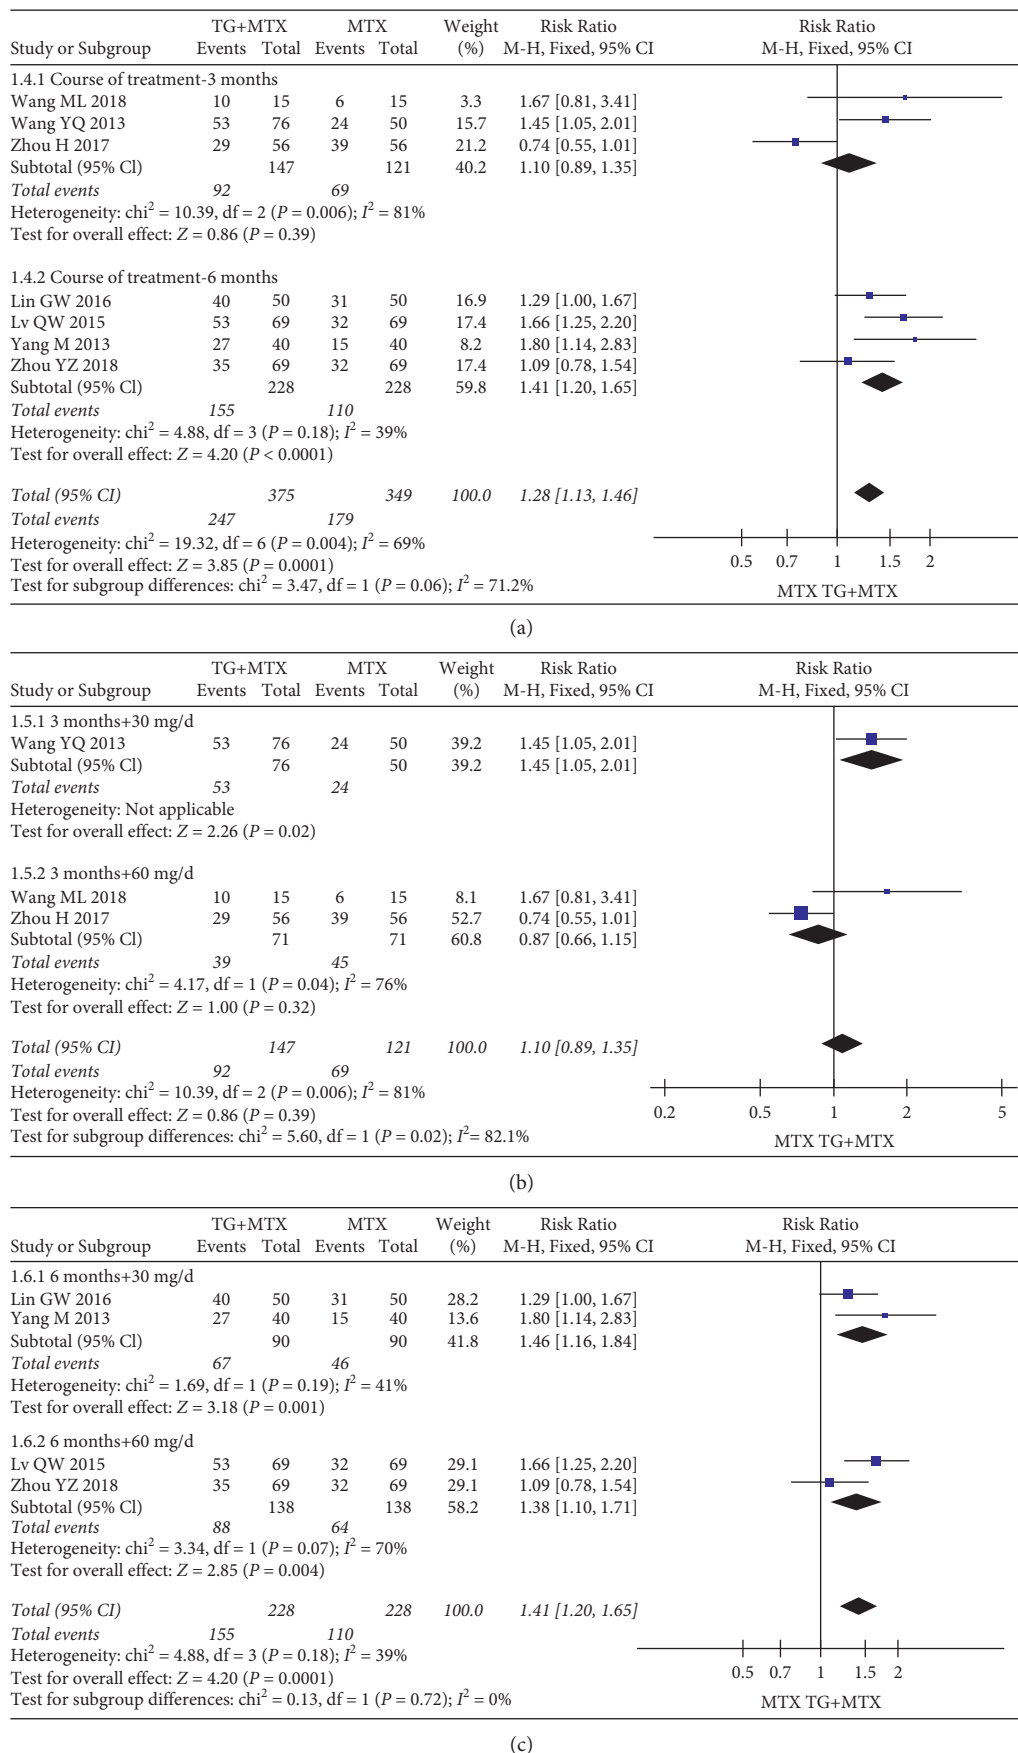 TG+MTX MTX Weight Risk Ratio Risk Ratio
Study or Subgroup Events Total Events Total (%) M-H, Fixed, 95% CI M-H, Fixed, 95% CI
1.4.1 Course of treatment-3 months
Wang ML 2018 10 15 6 15 3.3 1.67 [0.81, 3.41]
Wang YQ 2013 53 76 24 50 15.7 1.45 [1.05, 2.01]
Zhou H 2017 29 56 39 56 21.2 0.74 [0.55, 1.01]
Subtotal (95% Cl) 147 121 40.2 1.10 [0.89, 1.35]
Total events 92 69
Heterogeneity: chi² = 10.39, df = 2 (P = 0.006); I² = 81%
Test for overall effect: Z = 0.86 (P = 0.39)
1.4.2 Course of treatment-6 months
Lin GW 2016 40 50 31 50 16.9 1.29 [1.00, 1.67]
Lv QW 2015 53 69 32 69 17.4 1.66 [1.25, 2.20]
Yang M 2013 27 40 15 40 8.2 1.80 [1.14, 2.83]
Zhou YZ 2018 35 69 32 69 17.4 1.09 [0.78, 1.54]
Subtotal (95% Cl) 228 228 59.8 1.41 [1.20, 1.65]
Total events 155 110
Heterogeneity: chi² = 4.88, df = 3 (P = 0.18); I² = 39%
Test for overall effect: Z = 4.20 (P < 0.0001)
Total (95% CI) 375 349 100.0 1.28 [1.13, 1.46]
Total events 247 179
Heterogeneity: chi² = 19.32, df = 6 (P = 0.004); I² = 69%
Test for overall effect: Z = 3.85 (P = 0.0001)
Test for subgroup differences: chi² = 3.47, df = 1 (P = 0.06); I² = 71.2%
0.5 0.7 1 1.5 2
MTX TG+MTX
(a)
TG+MTX MTX Weight Risk Ratio Risk Ratio
Study or Subgroup Events Total Events Total (%) M-H, Fixed, 95% CI M-H, Fixed, 95% CI
1.5.1 3 months+30 mg/d
Wang YQ 2013 53 76 24 50 39.2 1.45 [1.05, 2.01]
Subtotal (95% Cl) 76 50 39.2 1.45 [1.05, 2.01]
Total events 53 24
Heterogeneity: Not applicable
Test for overall effect: Z = 2.26 (P = 0.02)
1.5.2 3 months+60 mg/d
Wang ML 2018 10 15 6 15 8.1 1.67 [0.81, 3.41]
Zhou H 2017 29 56 39 56 52.7 0.74 [0.55, 1.01]
Subtotal (95% Cl) 71 71 60.8 0.87 [0.66, 1.15]
Total events 39 45
Heterogeneity: chi² = 4.17, df = 1 (P = 0.04); I² = 76%
Test for overall effect: Z = 1.00 (P = 0.32)
Total (95% CI) 147 121 100.0 1.10 [0.89, 1.35]
Total events 92 69
Heterogeneity: chi² = 10.39, df = 2 (P = 0.006); I² = 81%
Test for overall effect: Z = 0.86 (P = 0.39)
Test for subgroup differences: chi² = 5.60, df = 1 (P = 0.02); I² = 82.1%
0.2 0.5 1 2 5
MTX TG+MTX
(b)
TG+MTX MTX Weight Risk Ratio Risk Ratio
Study or Subgroup Events Total Events Total (%) M-H, Fixed, 95% CI M-H, Fixed, 95% CI
1.6.1 6 months+30 mg/d
Lin GW 2016 40 50 31 50 28.2 1.29 [1.00, 1.67]
Yang M 2013 27 40 15 40 13.6 1.80 [1.14, 2.83]
Subtotal (95% Cl) 90 90 41.8 1.46 [1.16, 1.84]
Total events 67 46
Heterogeneity: chi² = 1.69, df = 1 (P = 0.19); I² = 41%
Test for overall effect: Z = 3.18 (P = 0.001)
1.6.2 6 months+60 mg/d
Lv QW 2015 53 69 32 69 29.1 1.66 [1.25, 2.20]
Zhou YZ 2018 35 69 32 69 29.1 1.09 [0.78, 1.54]
Subtotal (95% Cl) 138 138 58.2 1.38 [1.10, 1.71]
Total events 88 64
Heterogeneity: chi² = 3.34, df = 1 (P = 0.07); I² = 70%
Test for overall effect: Z = 2.85 (P = 0.004)
Total (95% CI) 228 228 100.0 1.41 [1.20, 1.65]
Total events 155 110
Heterogeneity: chi² = 4.88, df = 3 (P = 0.18); I² = 39%
Test for overall effect: Z = 4.20 (P = 0.0001)
Test for subgroup differences: chi² = 0.13, df = 1 (P = 0.72); I² = 0%
0.5 0.7 1 1.5 2
MTX TG+MTX
(c)